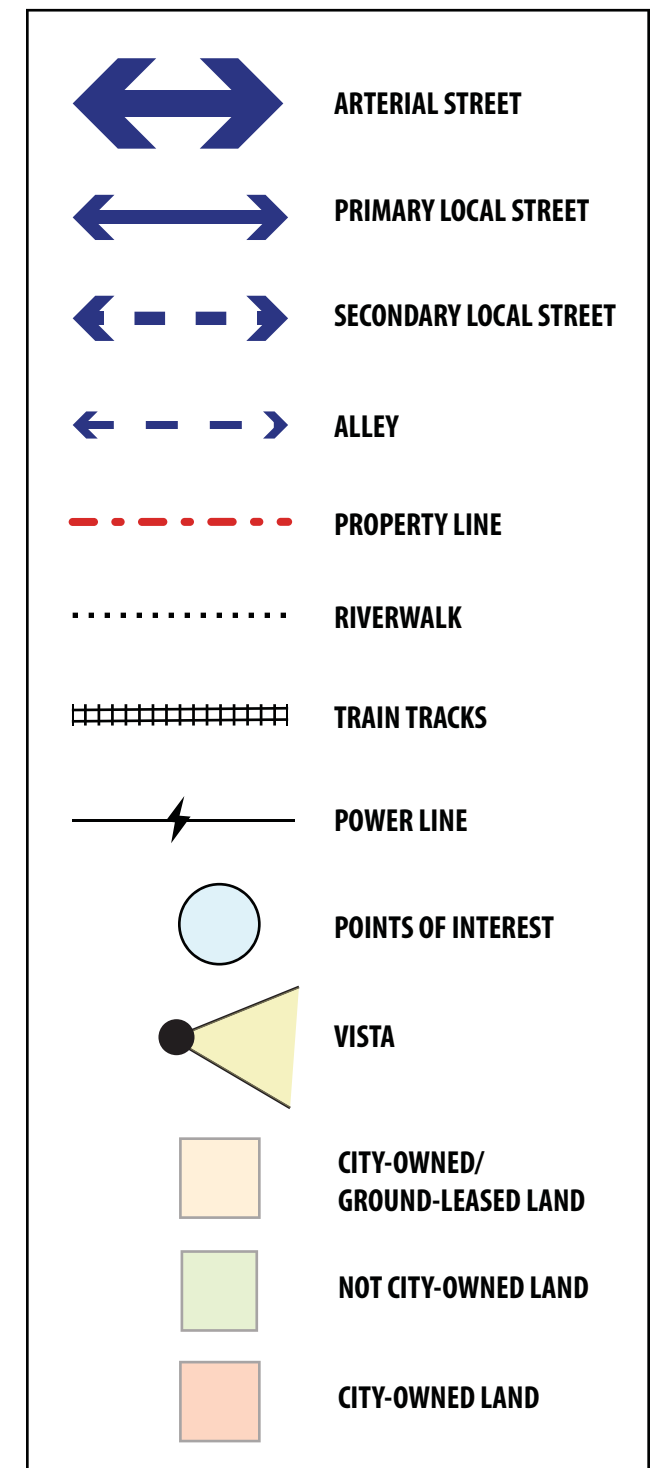 ARTERIAL STREET
PRIMARY LOCAL STREET
SECONDARY LOCAL STREET
ALLEY
PROPERTY LINE
RIVERWALK
TRAIN TRACKS
POWER LINE
POINTS OF INTEREST
VISTA
CITY-OWNED/
GROUND-LEASED LAND
NOT CITY-OWNED LAND
CITY-OWNED LAND